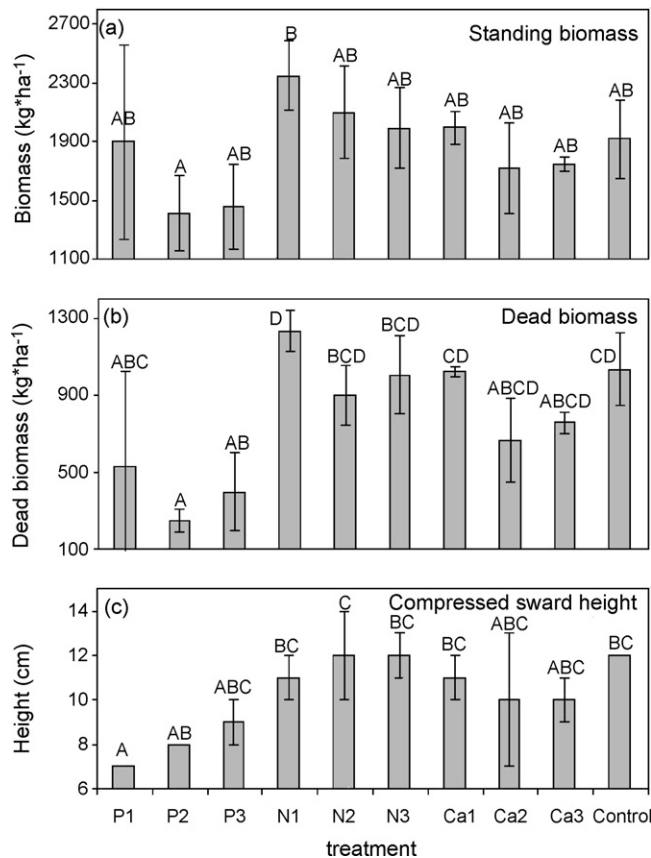 (a) Standing biomass
Biomass (kg*ha-1)
2700
2300
1900
1500
1100
AB A AB B AB AB AB AB AB AB
(b) Dead biomass
Dead biomass (kg*ha-1)
1300
900
500
100
ABC A AB D BCD BCD CD ABCD ABCD CD
(c) Compressed sward height
Height (cm)
14
12
10
8
6
A AB ABC BC C BC BC ABC ABC BC
P1 P2 P3 N1 N2 N3 Ca1 Ca2 Ca3 Control
treatment